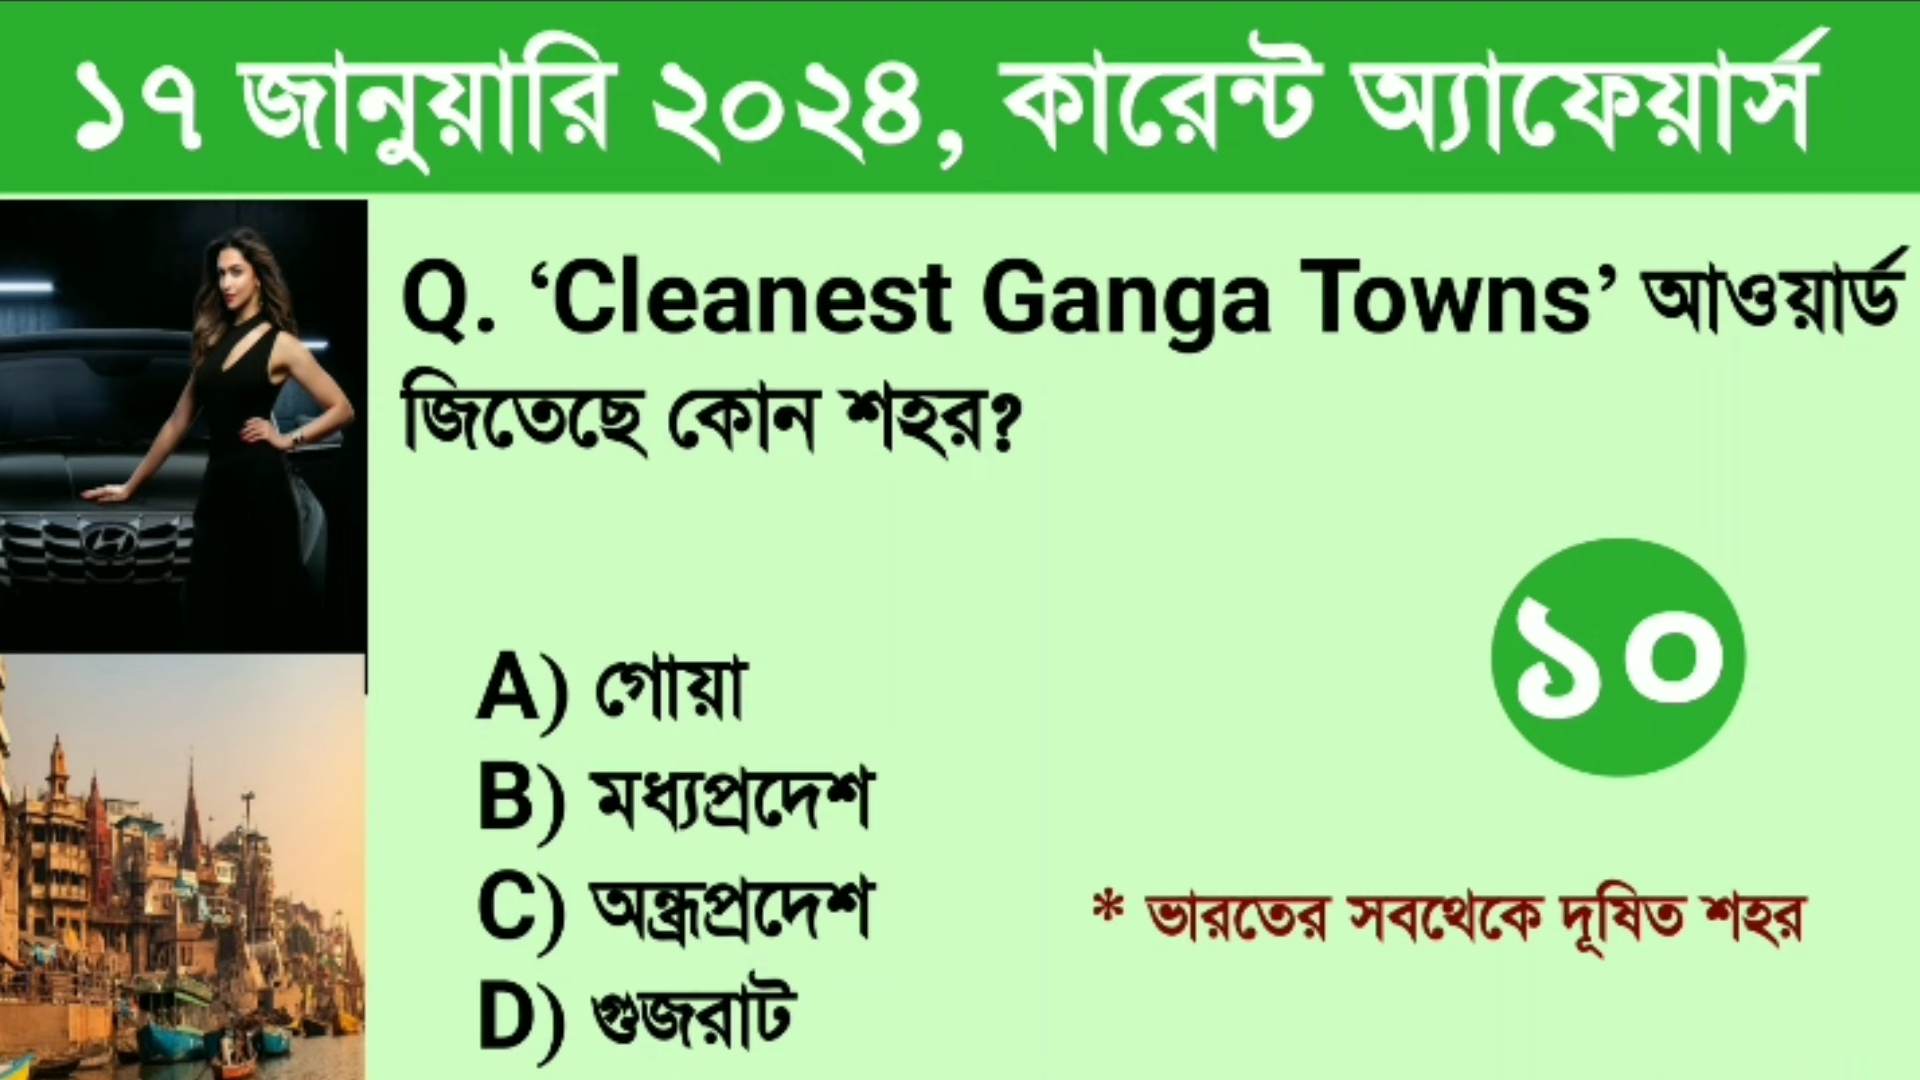 ১৭ জানুয়ারি ২০২৪, কারেন্ট অ্যাফেয়ার্স
Q. ‘Cleanest Ganga Towns’ আওয়ার্ড
জিতেছে কোন শহর?
১০
A) গোয়া
B) মধ্যপ্রদেশ
C) অন্ধ্রপ্রদেশ
* ভারতের সবথেকে দূষিত শহর
D) গুজরাট